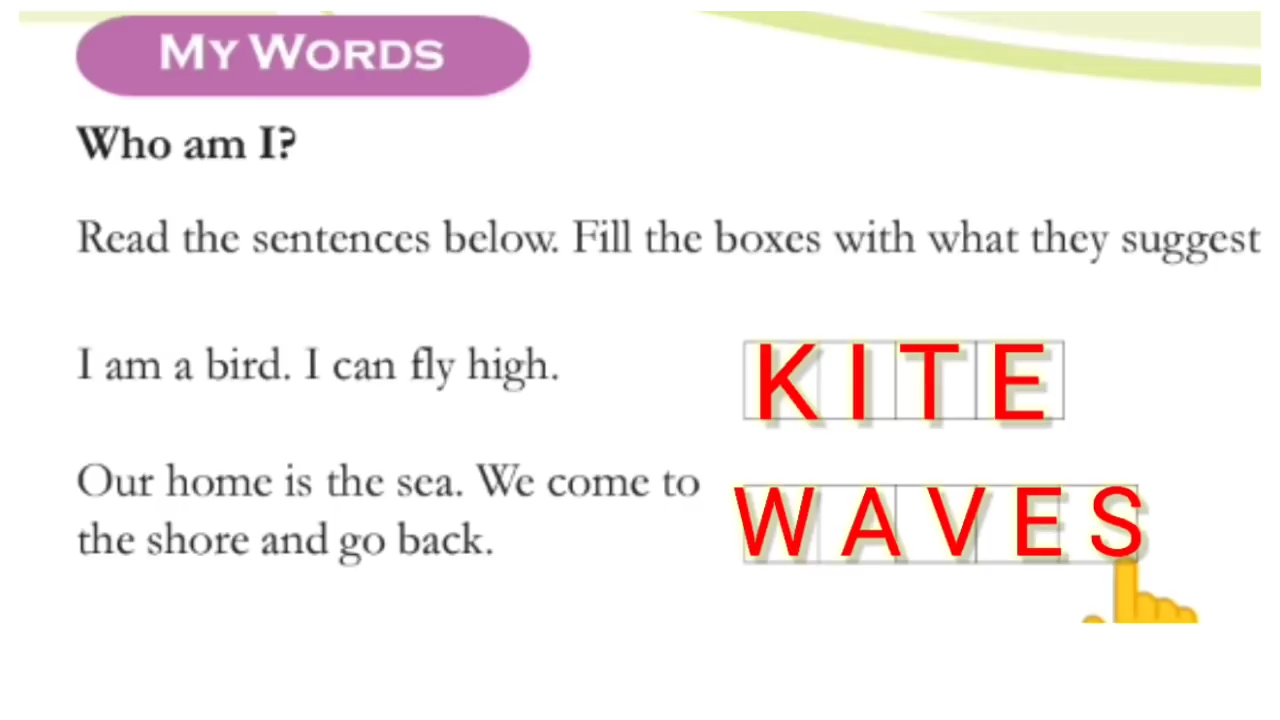 MY WORDS
Who am I?
Read the sentences below. Fill the boxes with what they suggest
I am a bird. I can fly high.
KITE
Our home is the sea. We come to
the shore and go back.
WAVES